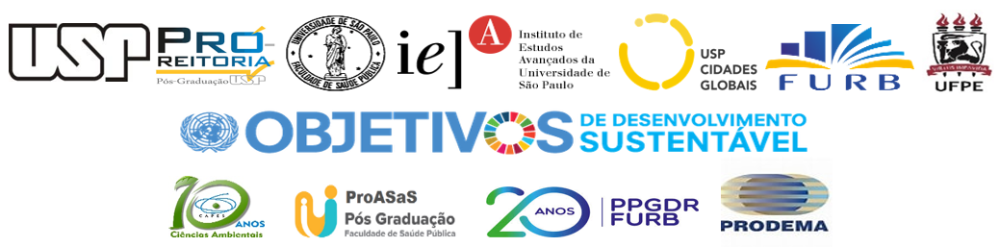 USP
PRÓ-
REITORIA
Pós-Graduação USP
UNIVERSIDADE DE SÃO PAULO
FACULDADE DE SAÚDE PÚBLICA
iea
Instituto de
Estudos
Avançados da
Universidade de
São Paulo
USP
CIDADES
GLOBAIS
FURB
UFPE
OBJETIVOS
DE DESENVOLVIMENTO
SUSTENTÁVEL
10
CAPES
ANOS
Ciências Ambientais
ProASaS
Pós Graduação
Faculdade de Saúde Pública
20
ANOS
PPGDR
FURB
PRODEMA